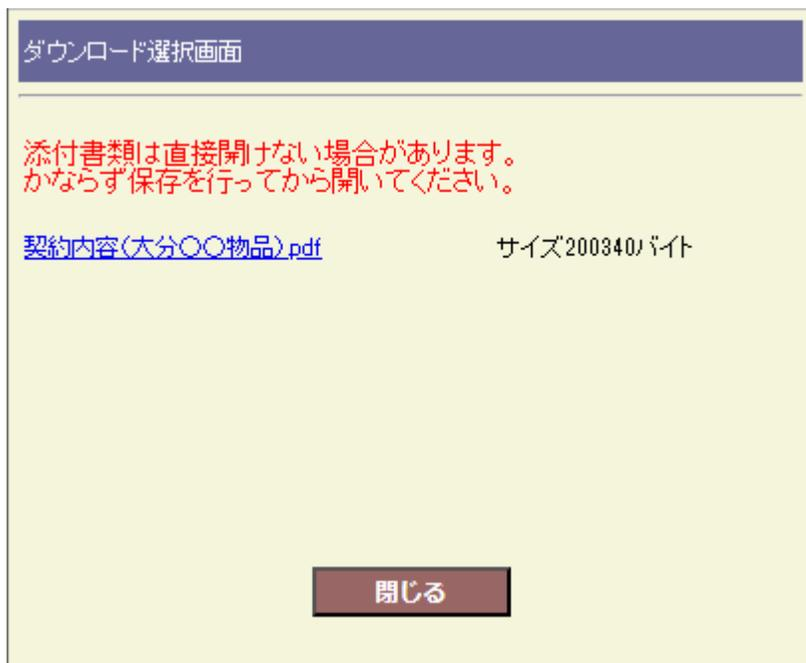 ダウンロード選択画面
添付書類は直接開けない場合があります。
かならず保存を行ってから開いてください。
契約内容(大分〇〇物品).pdf サイズ200340バイト
閉じる